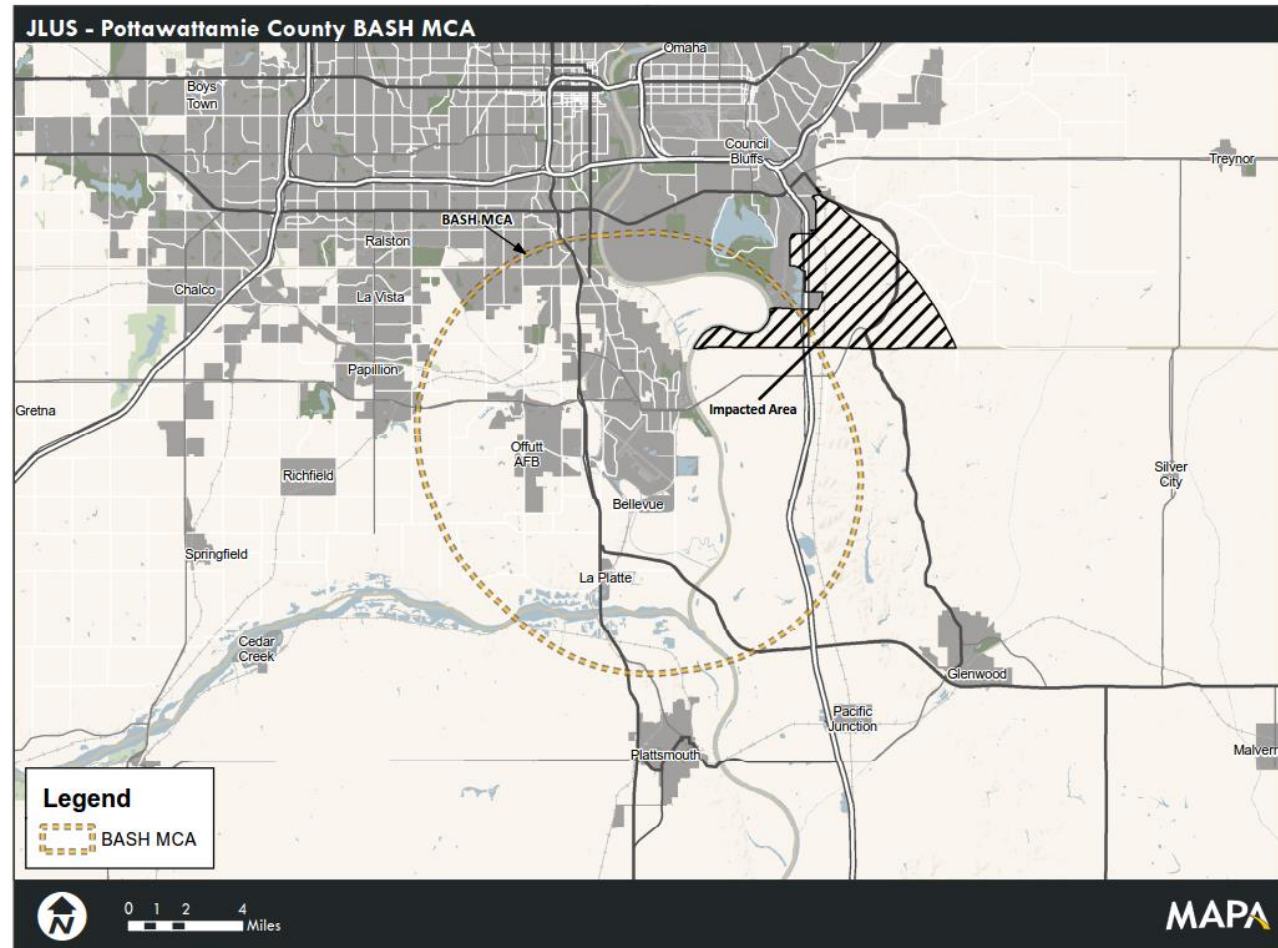 JLUS - Pottawattamie County BASH MCA
Omaha
Boys
Town
Council
Bluffs
Treynor
BASH MCA
Ralston
Chalco
La Vista
Papillion
Impacted Area
Gretna
Offutt
AFB
Richfield
Silver
City
Bellevue
Springfield
La Platte
Cedar
Creek
Glenwood
Pacific
Junction
Plattsmouth
Malvern
Legend
BASH MCA
N
0 1 2 4
Miles
MAPA